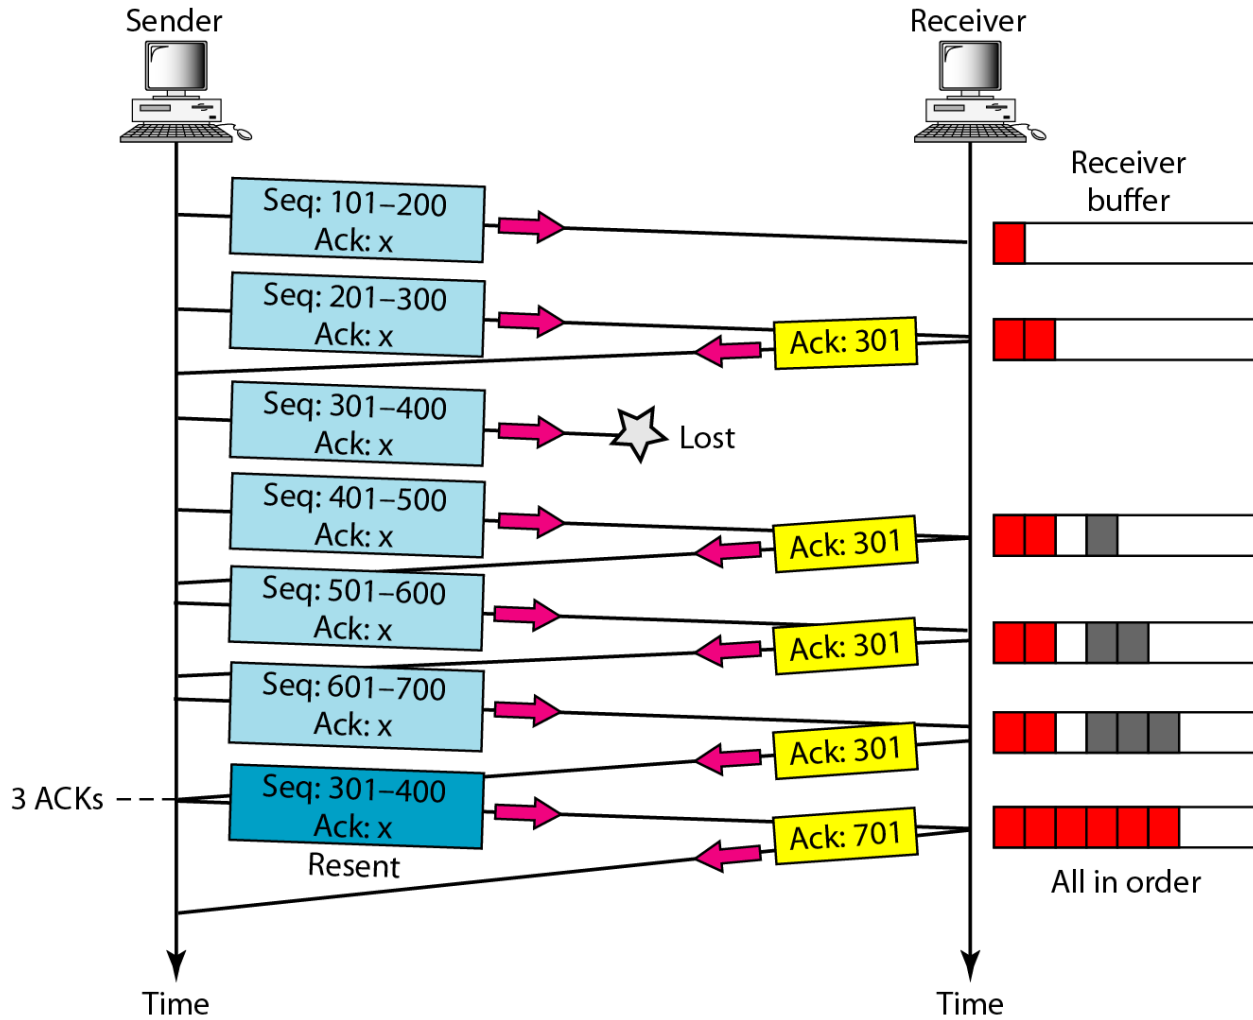 Sender
Receiver
Receiver
buffer
Seq: 101–200
Ack: x
Seq: 201–300
Ack: x
Ack: 301
Seq: 301–400
Ack: x
Lost
Seq: 401–500
Ack: x
Ack: 301
Seq: 501–600
Ack: x
Ack: 301
Seq: 601–700
Ack: x
Ack: 301
3 ACKs
Seq: 301–400
Ack: x
Resent
Ack: 701
All in order
Time
Time